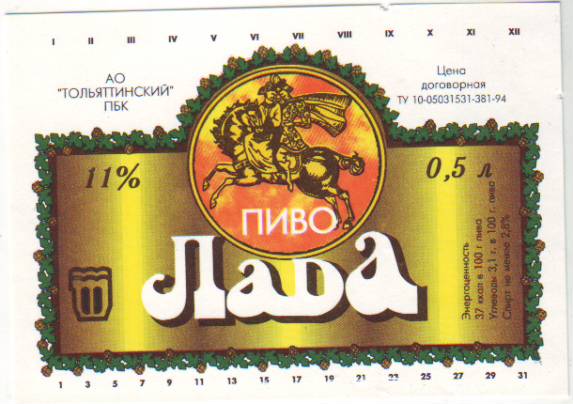 I II III IV V VI VII VIII IX X XI XII
АО
"ТОЛЬЯТТИНСКИЙ"
ПБК
Цена
договорная
ТУ 10-05031531-381-94
11%
0,5 л
ПИВО
Лада
Энергоценность
37 ккал в 100 г пива
Углеводы 3,1 г. в 100 г. пива
Спирт не менее 2,8%
1 3 5 7 9 11 13 15 17 19 21 23 25 27 29 31